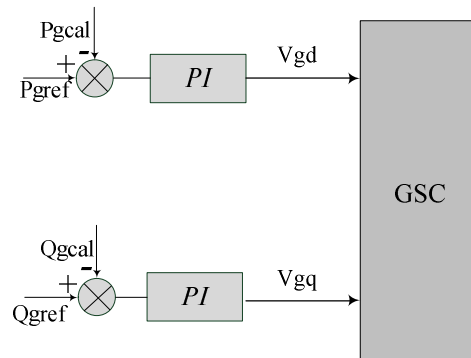 Pgcal
-
+
Pgref
PI
Vgd
GSC
Qgcal
-
+
Qgref
PI
Vgq